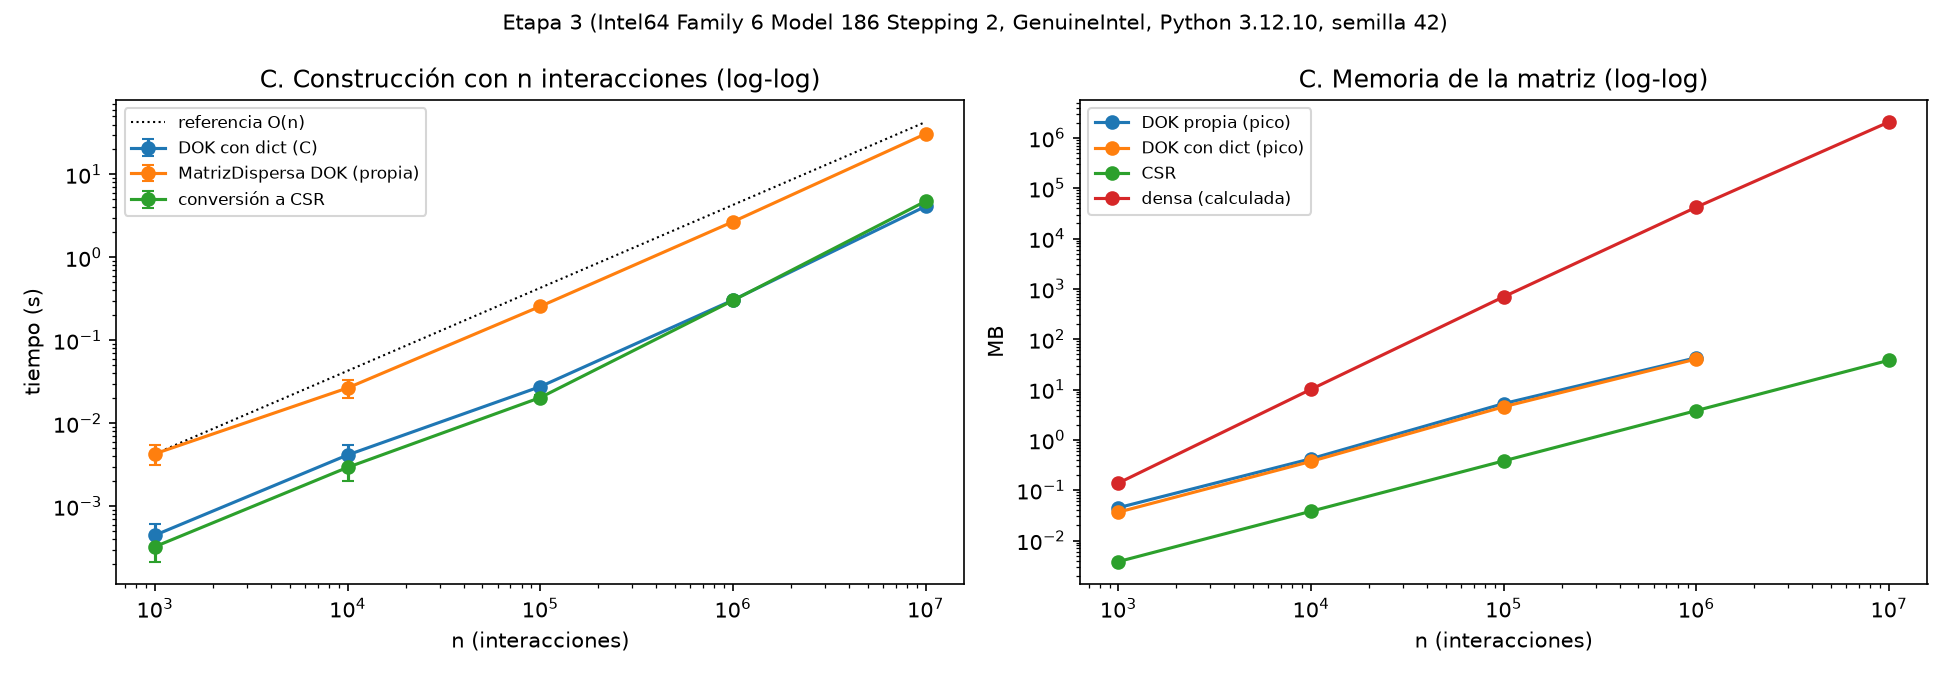 Etapa 3 (Intel64 Family 6 Model 186 Stepping 2, GenuineIntel, Python 3.12.10, semilla 42)
C. Construcción con n interacciones (log-log)
referencia O(n)
DOK con dict (C)
MatrizDispersa DOK (propia)
conversión a CSR
tiempo (s)
10¹
10⁰
10⁻¹
10⁻²
10⁻³
10³ 10⁴ 10⁵ 10⁶ 10⁷
n (interacciones)
C. Memoria de la matriz (log-log)
DOK propia (pico)
DOK con dict (pico)
CSR
densa (calculada)
MB
10⁶
10⁵
10⁴
10³
10²
10¹
10⁰
10⁻¹
10⁻²
10³ 10⁴ 10⁵ 10⁶ 10⁷
n (interacciones)